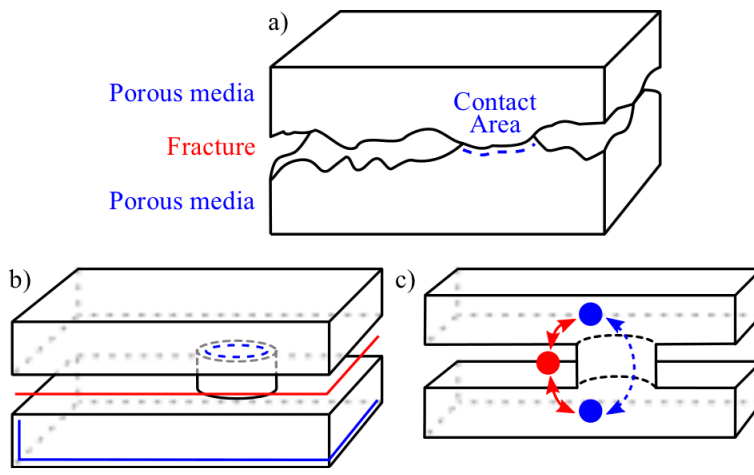 a)
Porous media
Contact
Area
Fracture
Porous media
b)
c)